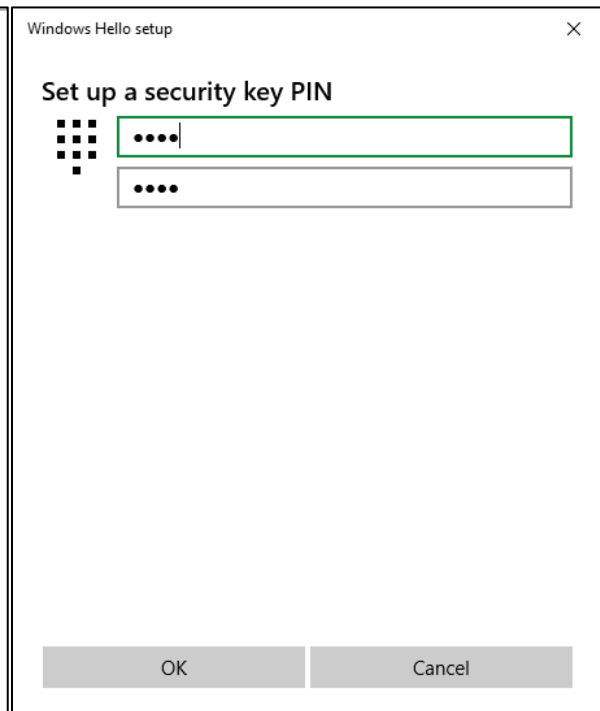 Windows Hello setup
Set up a security key PIN
••••
••••
OK
Cancel